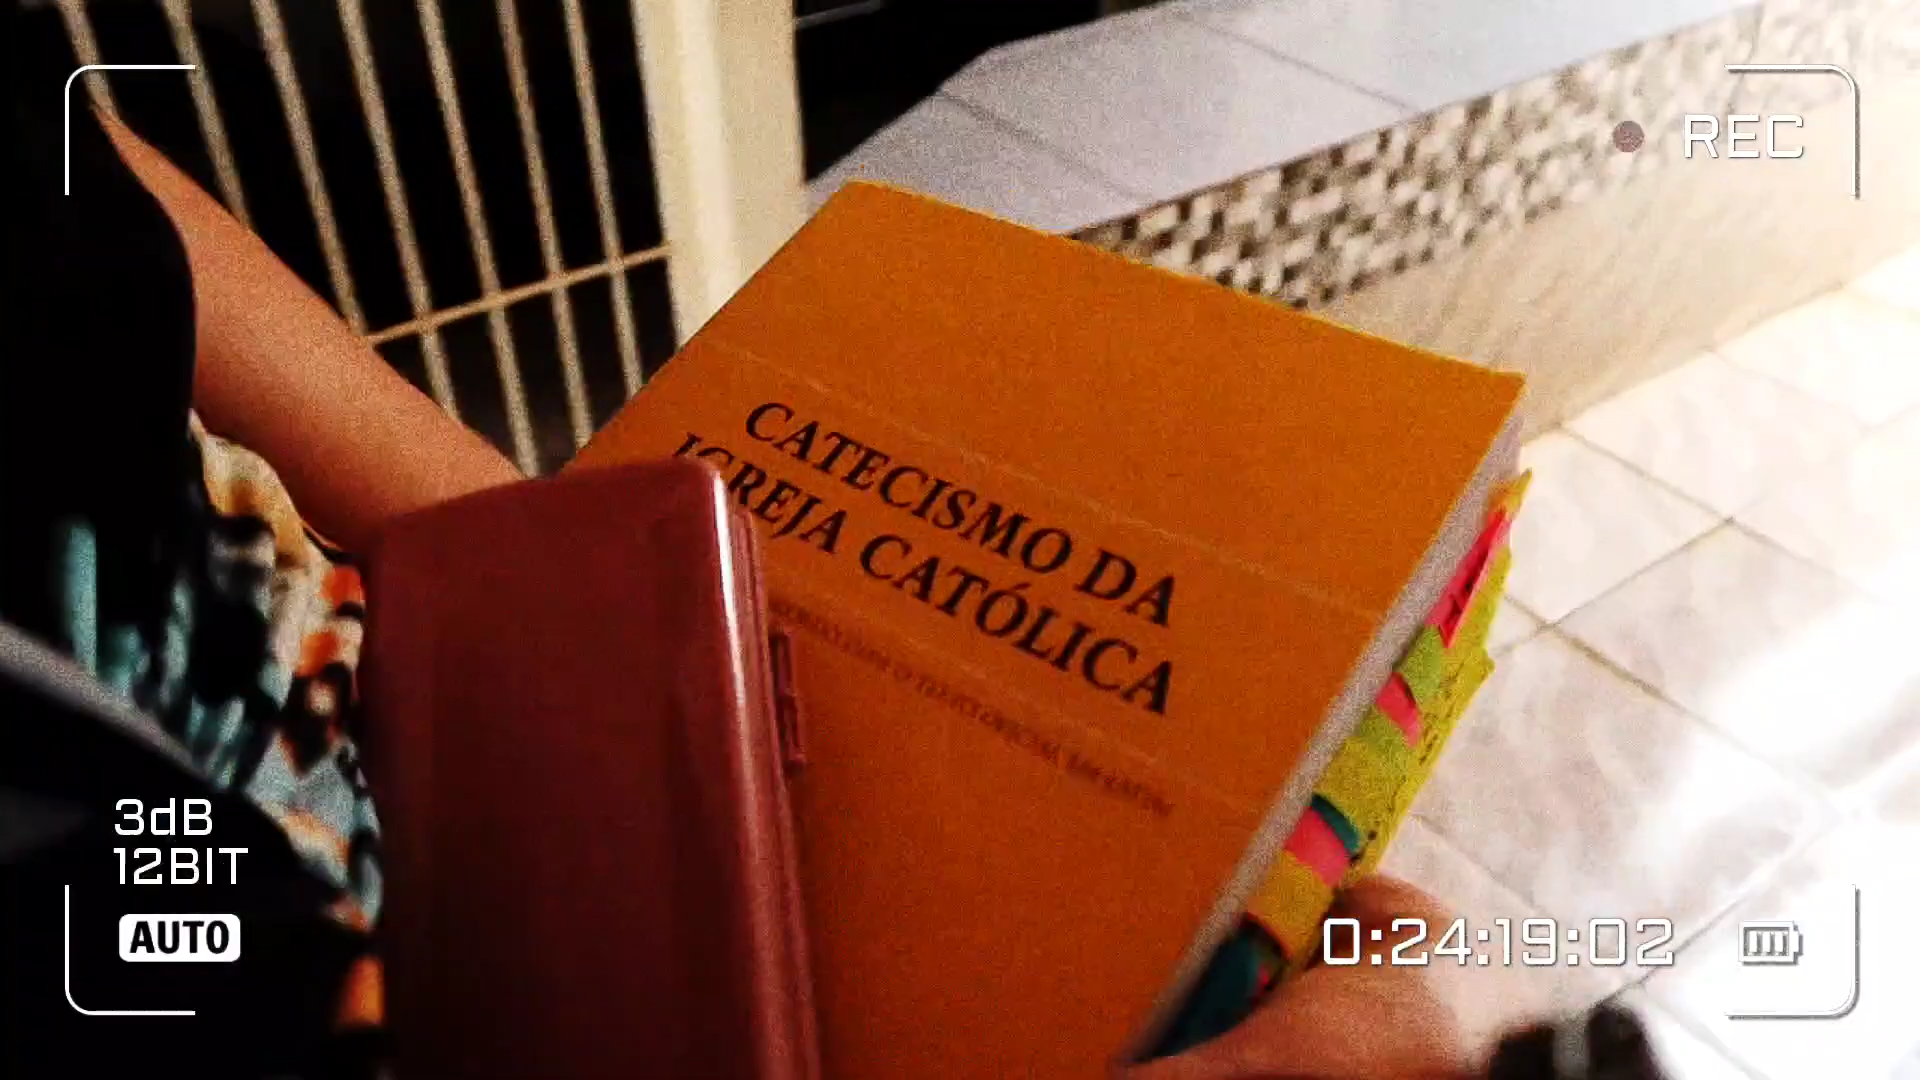 REC
CATECISMO DA
IGREJA CATÓLICA
3dB
12BIT
AUTO
0:24:19:02